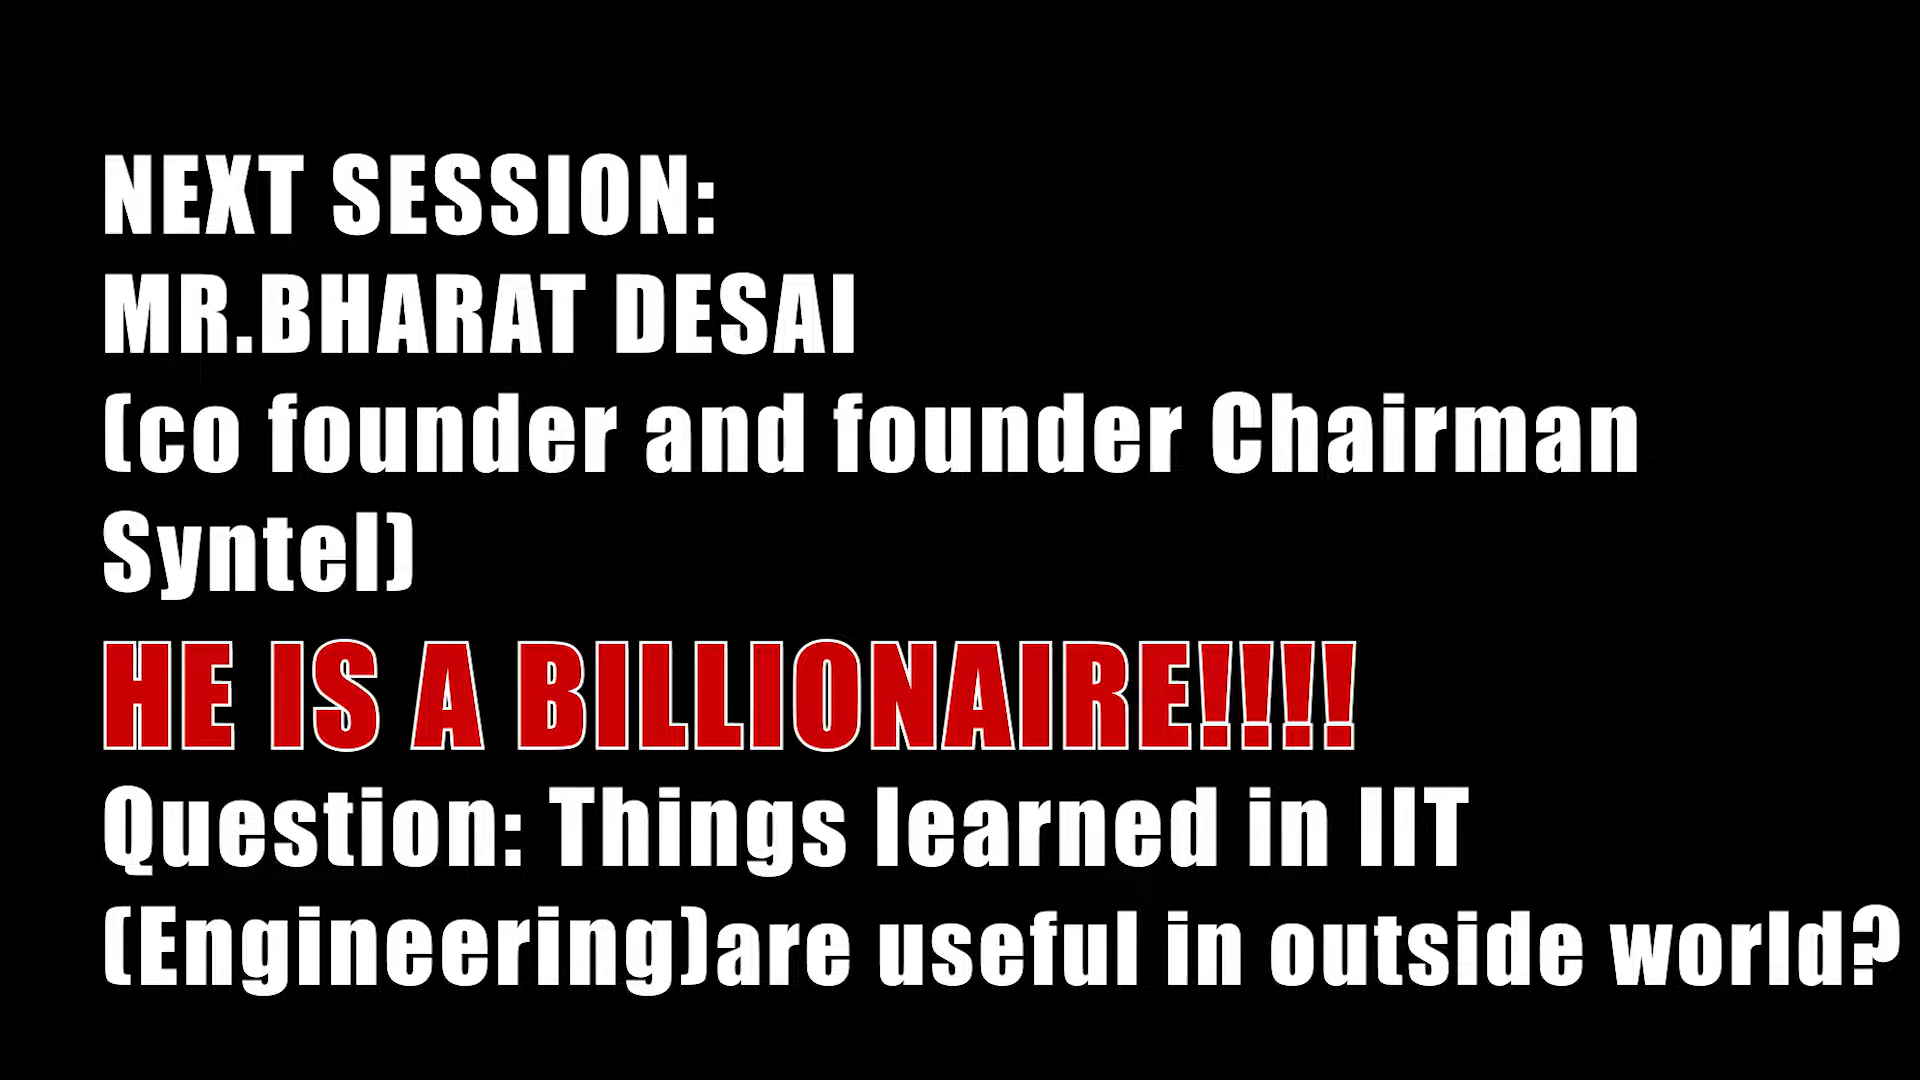 NEXT SESSION:
MR.BHARAT DESAI
(co founder and founder Chairman
Syntel)
HE IS A BILLIONAIRE!!!!
Question: Things learned in IIT
(Engineering)are useful in outside world?